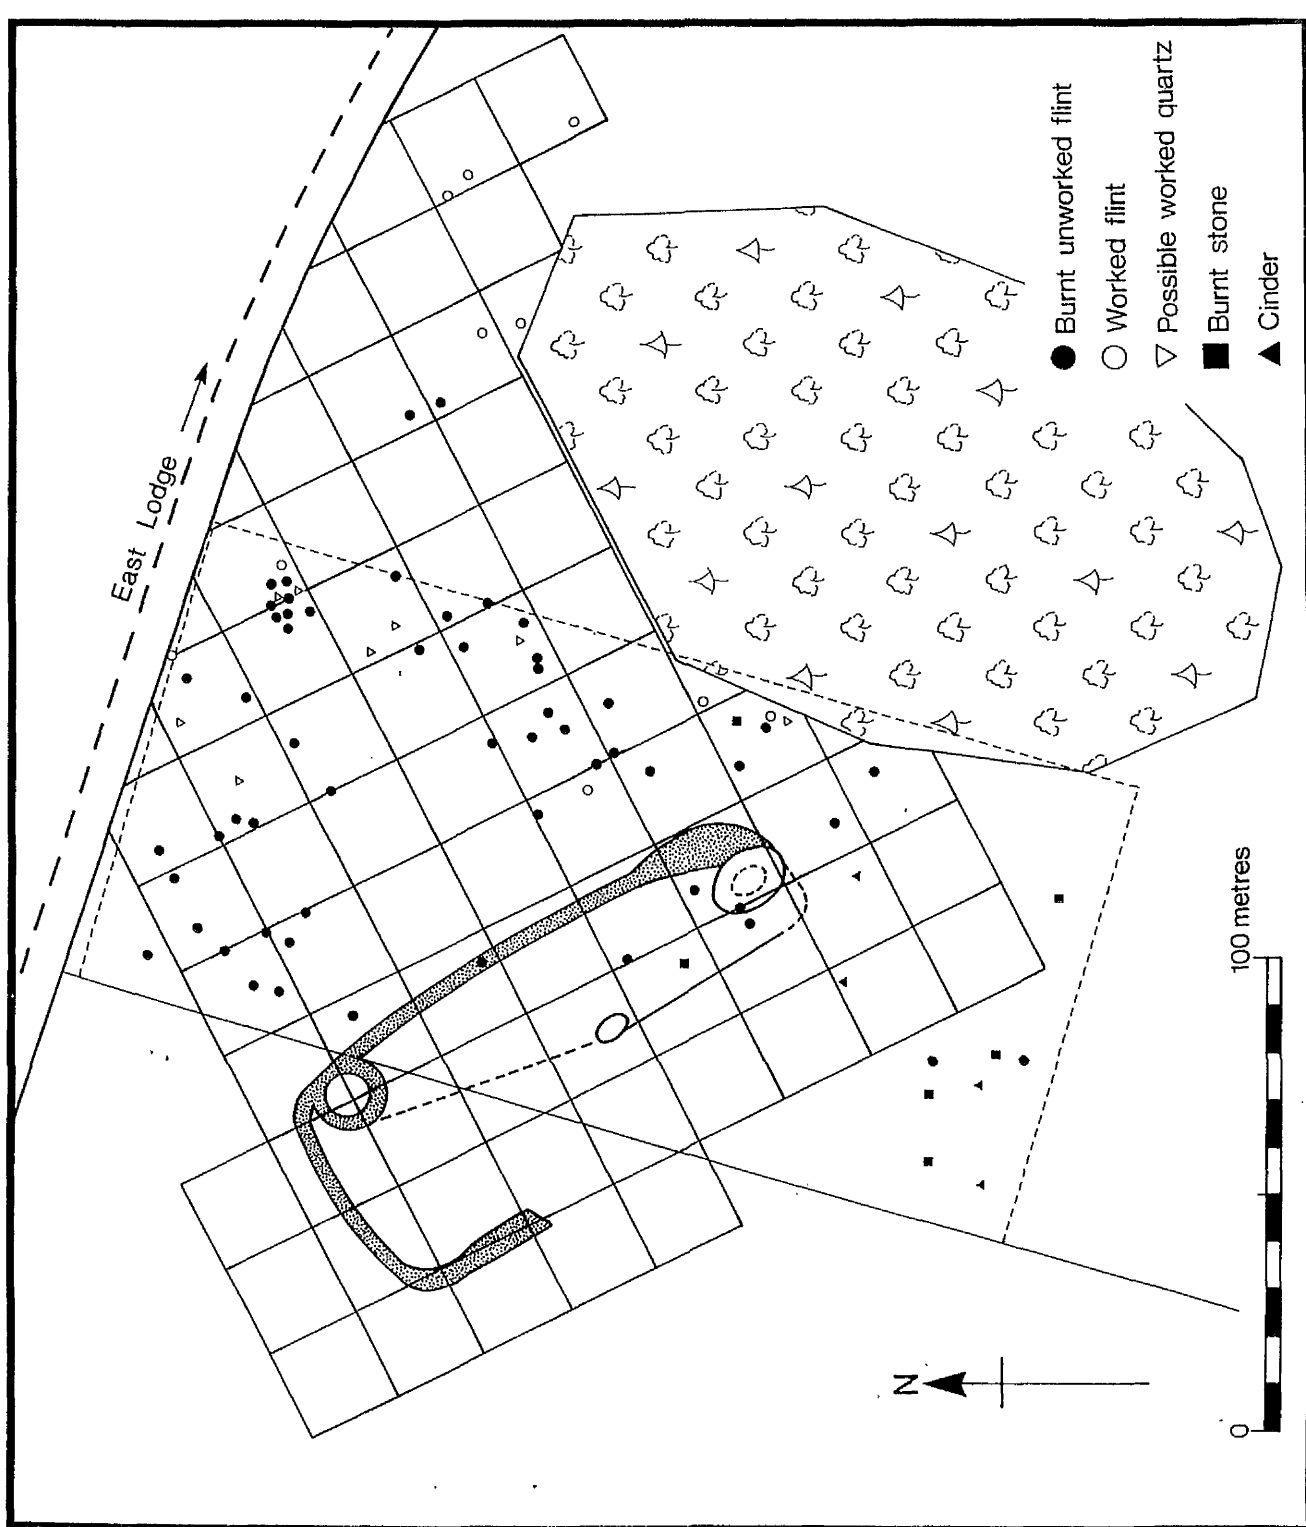 East Lodge
Burnt unworked flint
Worked flint
Possible worked quartz
Burnt stone
Cinder
N
0
100 metres